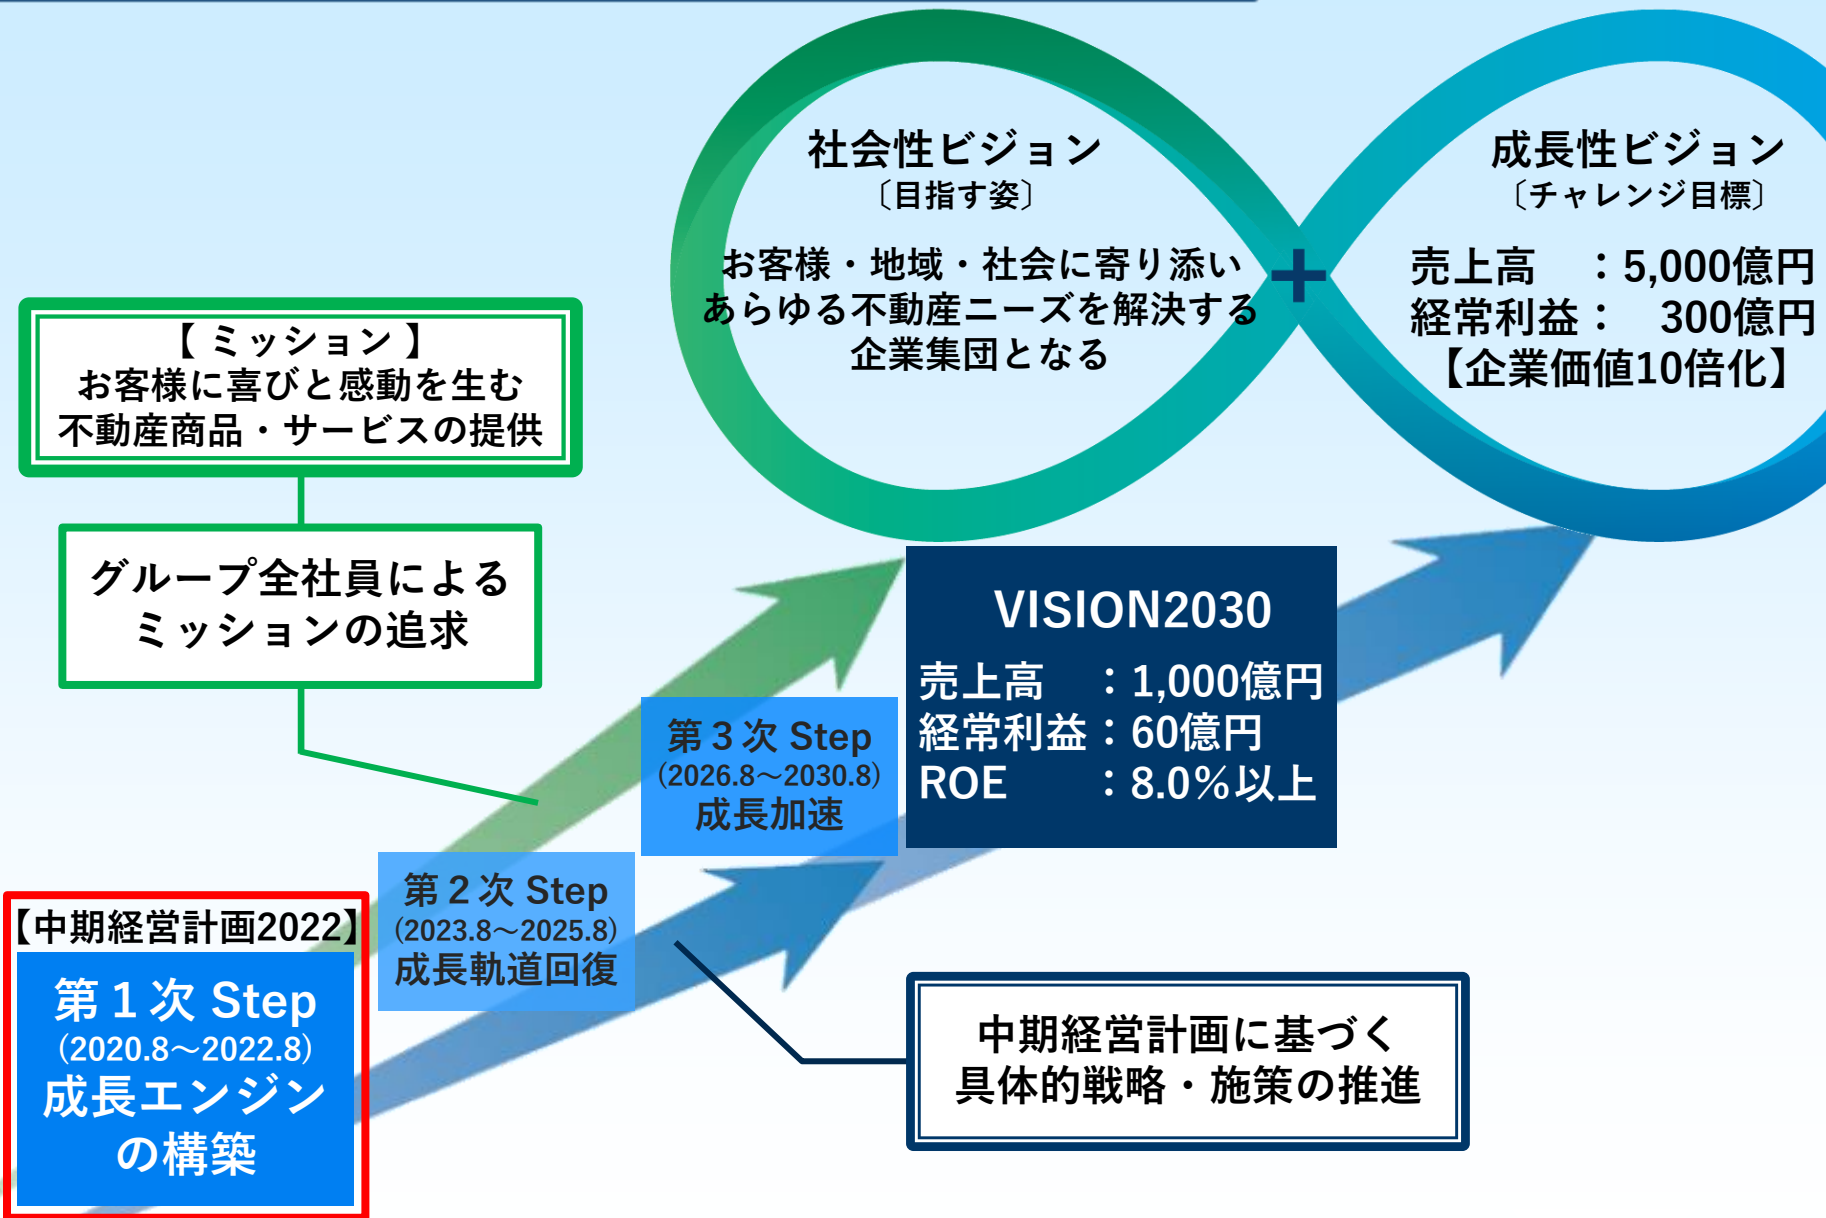 社会性ビジョン
〔目指す姿〕
お客様・地域・社会に寄り添い
あらゆる不動産ニーズを解決する
企業集団となる
+
成長性ビジョン
〔チャレンジ目標〕
売上高　：5,000億円
経常利益：　300億円
【企業価値10倍化】
【 ミッション 】
お客様に喜びと感動を生む
不動産商品・サービスの提供
グループ全社員による
ミッションの追求
VISION2030
売上高　：1,000億円
経常利益：60億円
ROE　　：8.0％以上
第３次 Step
(2026.8～2030.8)
成長加速
第２次 Step
(2023.8～2025.8)
成長軌道回復
【中期経営計画2022】
第１次 Step
(2020.8～2022.8)
成長エンジン
の構築
中期経営計画に基づく
具体的戦略・施策の推進